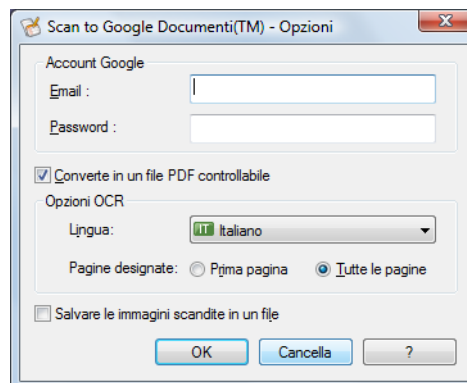 Scan to Google Documenti(TM) - Opzioni
Account Google
Email :
Password :
Converte in un file PDF controllabile
Opzioni OCR
Lingua: IT Italiano
Pagine designate: Prima pagina Tutte le pagine
Salvare le immagini scandite in un file
OK Cancella ?